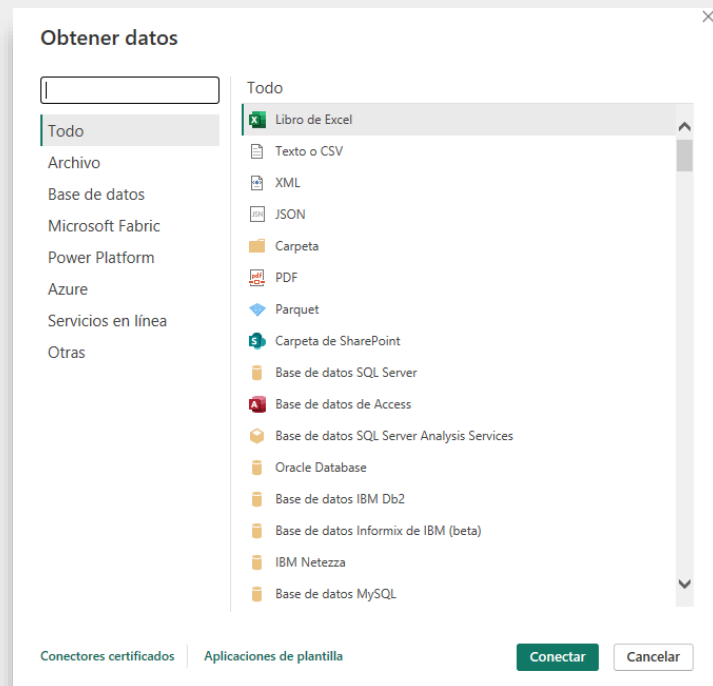 Obtener datos
Todo
Archivo
Base de datos
Microsoft Fabric
Power Platform
Azure
Servicios en línea
Otras
Todo
Libro de Excel
Texto o CSV
XML
JSON
Carpeta
PDF
Parquet
Carpeta de SharePoint
Base de datos SQL Server
Base de datos de Access
Base de datos SQL Server Analysis Services
Oracle Database
Base de datos IBM Db2
Base de datos Informix de IBM (beta)
IBM Netezza
Base de datos MySQL
Conectores certificados
Aplicaciones de plantilla
Conectar
Cancelar